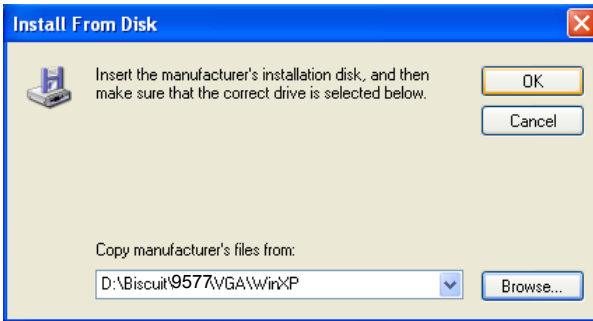 Install From Disk
Insert the manufacturer's installation disk, and then
make sure that the correct drive is selected below.
OK
Cancel
Copy manufacturer's files from:
D:\Biscuit\9577\VGA\WinXP
Browse...